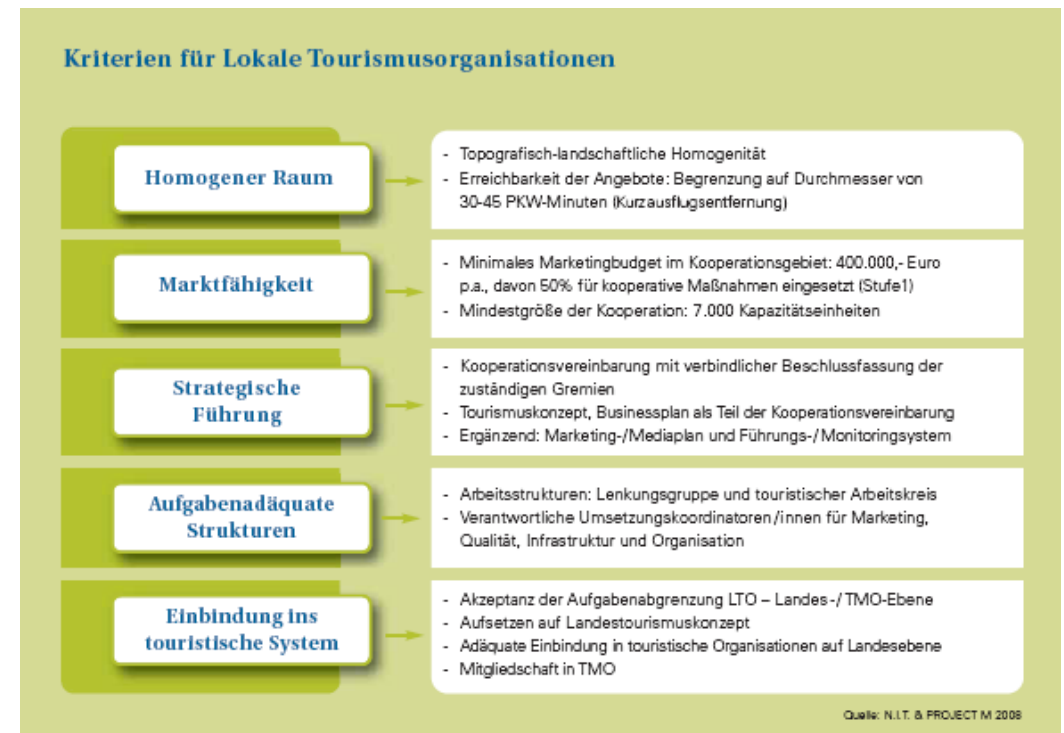 Kriterien für Lokale Tourismusorganisationen
Homogener Raum
- Topografisch-landschaftliche Homogenität
- Erreichbarkeit der Angebote: Begrenzung auf Durchmesser von
30-45 PKW-Minuten (Kurzausflugsentfernung)
Marktfähigkeit
- Minimales Marketingbudget im Kooperationsgebiet: 400.000,- Euro
p.a., davon 50% für kooperative Maßnahmen eingesetzt (Stufe1)
- Mindestgröße der Kooperation: 7.000 Kapazitätseinheiten
Strategische
Führung
- Kooperationsvereinbarung mit verbindlicher Beschlussfassung der
zuständigen Gremien
- Tourismuskonzept, Businessplan als Teil der Kooperationsvereinbarung
- Ergänzend: Marketing-/Mediaplan und Führungs-/Monitoringsystem
Aufgabenadäquate
Strukturen
- Arbeitsstrukturen: Lenkungsgruppe und touristischer Arbeitskreis
- Verantwortliche Umsetzungskoordinatoren/innen für Marketing,
Qualität, Infrastruktur und Organisation
Einbindung ins
touristische System
- Akzeptanz der Aufgabenabgrenzung LTO – Landes-/TMO-Ebene
- Aufsetzen auf Landestourismuskonzept
- Adäquate Einbindung in touristische Organisationen auf Landesebene
- Mitgliedschaft in TMO
Quelle: N.I.T. & PROJECT M 2008